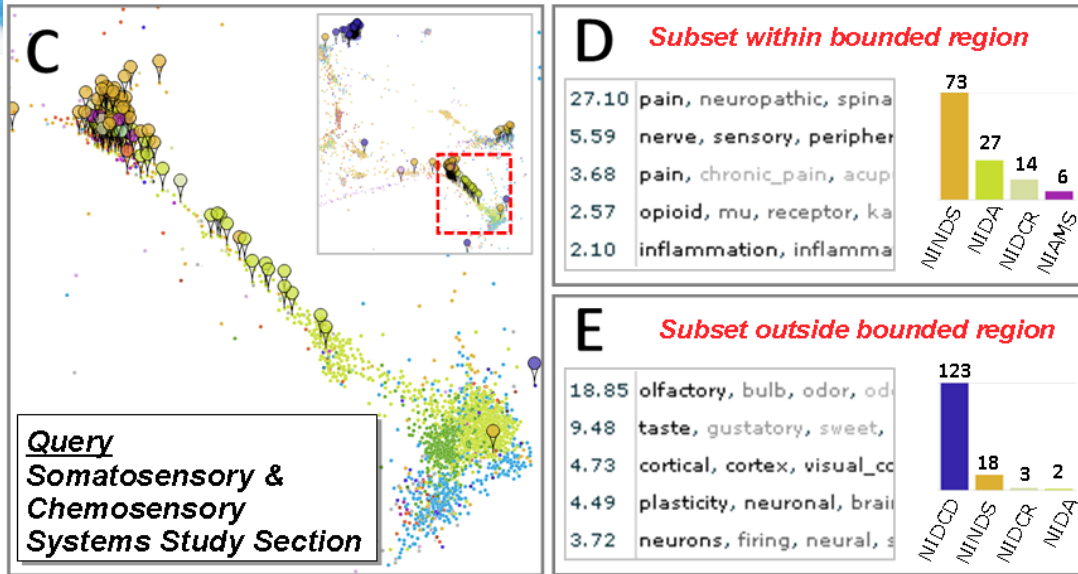 C
Query
Somatosensory &
Chemosensory
Systems Study Section
D
Subset within bounded region
27.10 pain, neuropathic, spina
5.59 nerve, sensory, peripher
3.68 pain, chronic_pain, acup
2.57 opioid, mu, receptor, ka
2.10 inflammation, inflamma
73
27
14
6
NINDS
NIDA
NIDCR
NIAMS
E
Subset outside bounded region
18.85 olfactory, bulb, odor, odo
9.48 taste, gustatory, sweet,
4.73 cortical, cortex, visual_co
4.49 plasticity, neuronal, brain
3.72 neurons, firing, neural, s
123
18
3
2
NIDCD
NINDS
NIDCR
NIDA